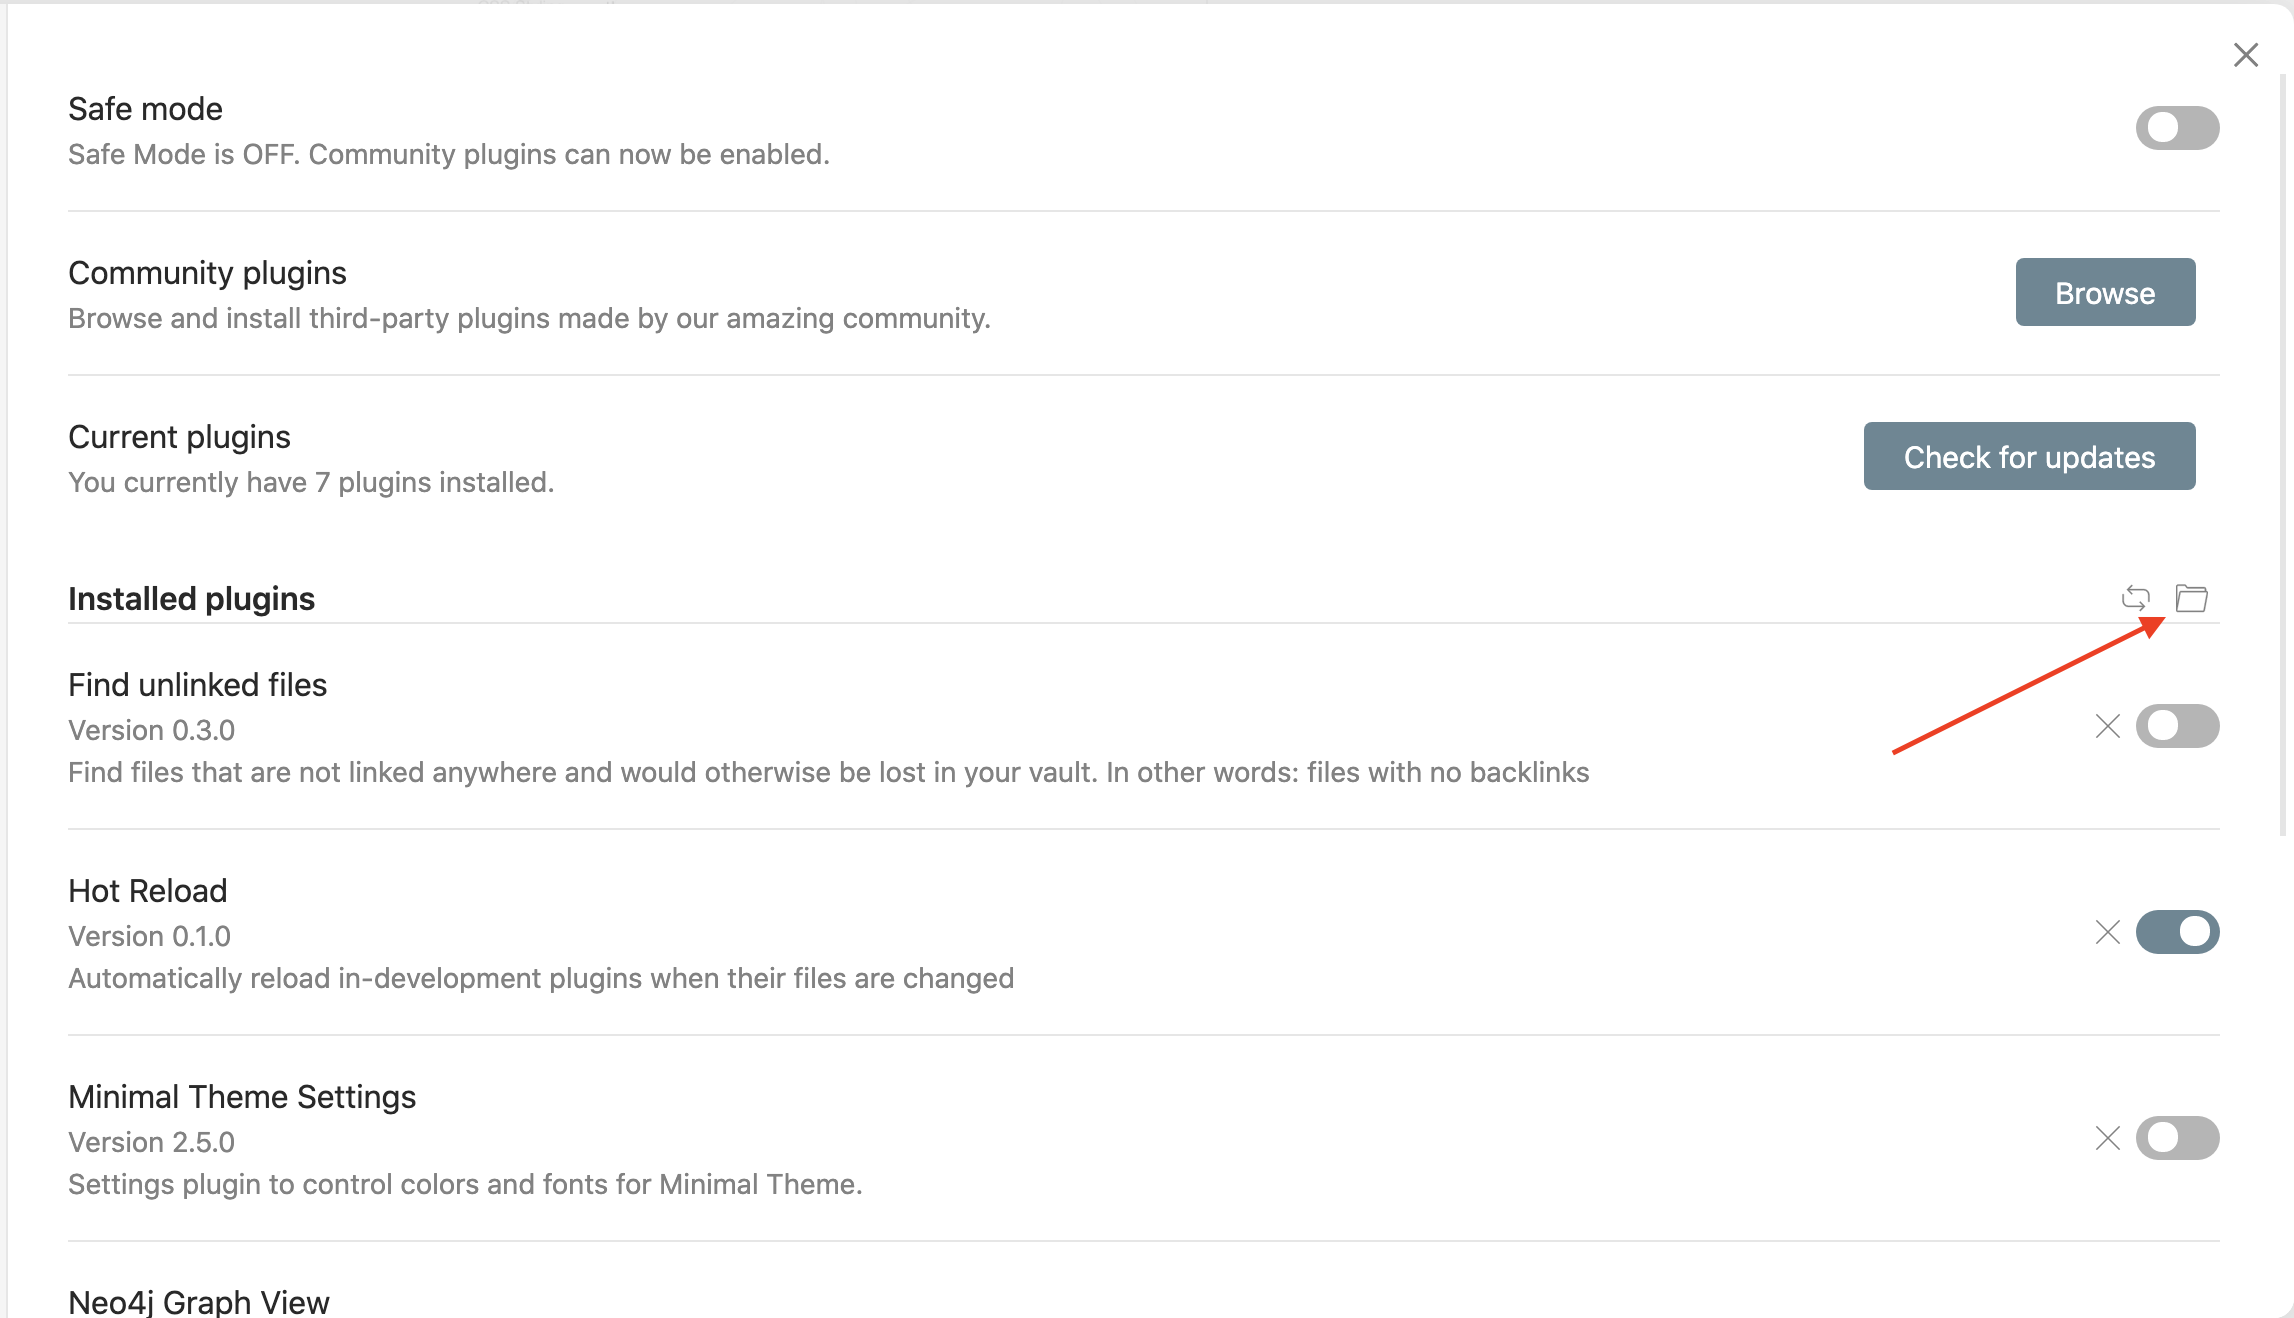 Safe mode
Safe Mode is OFF. Community plugins can now be enabled.
Community plugins
Browse and install third-party plugins made by our amazing community.
Browse
Current plugins
You currently have 7 plugins installed.
Check for updates
Installed plugins
Find unlinked files
Version 0.3.0
Find files that are not linked anywhere and would otherwise be lost in your vault. In other words: files with no backlinks
Hot Reload
Version 0.1.0
Automatically reload in-development plugins when their files are changed
Minimal Theme Settings
Version 2.5.0
Settings plugin to control colors and fonts for Minimal Theme.
Neo4j Graph View